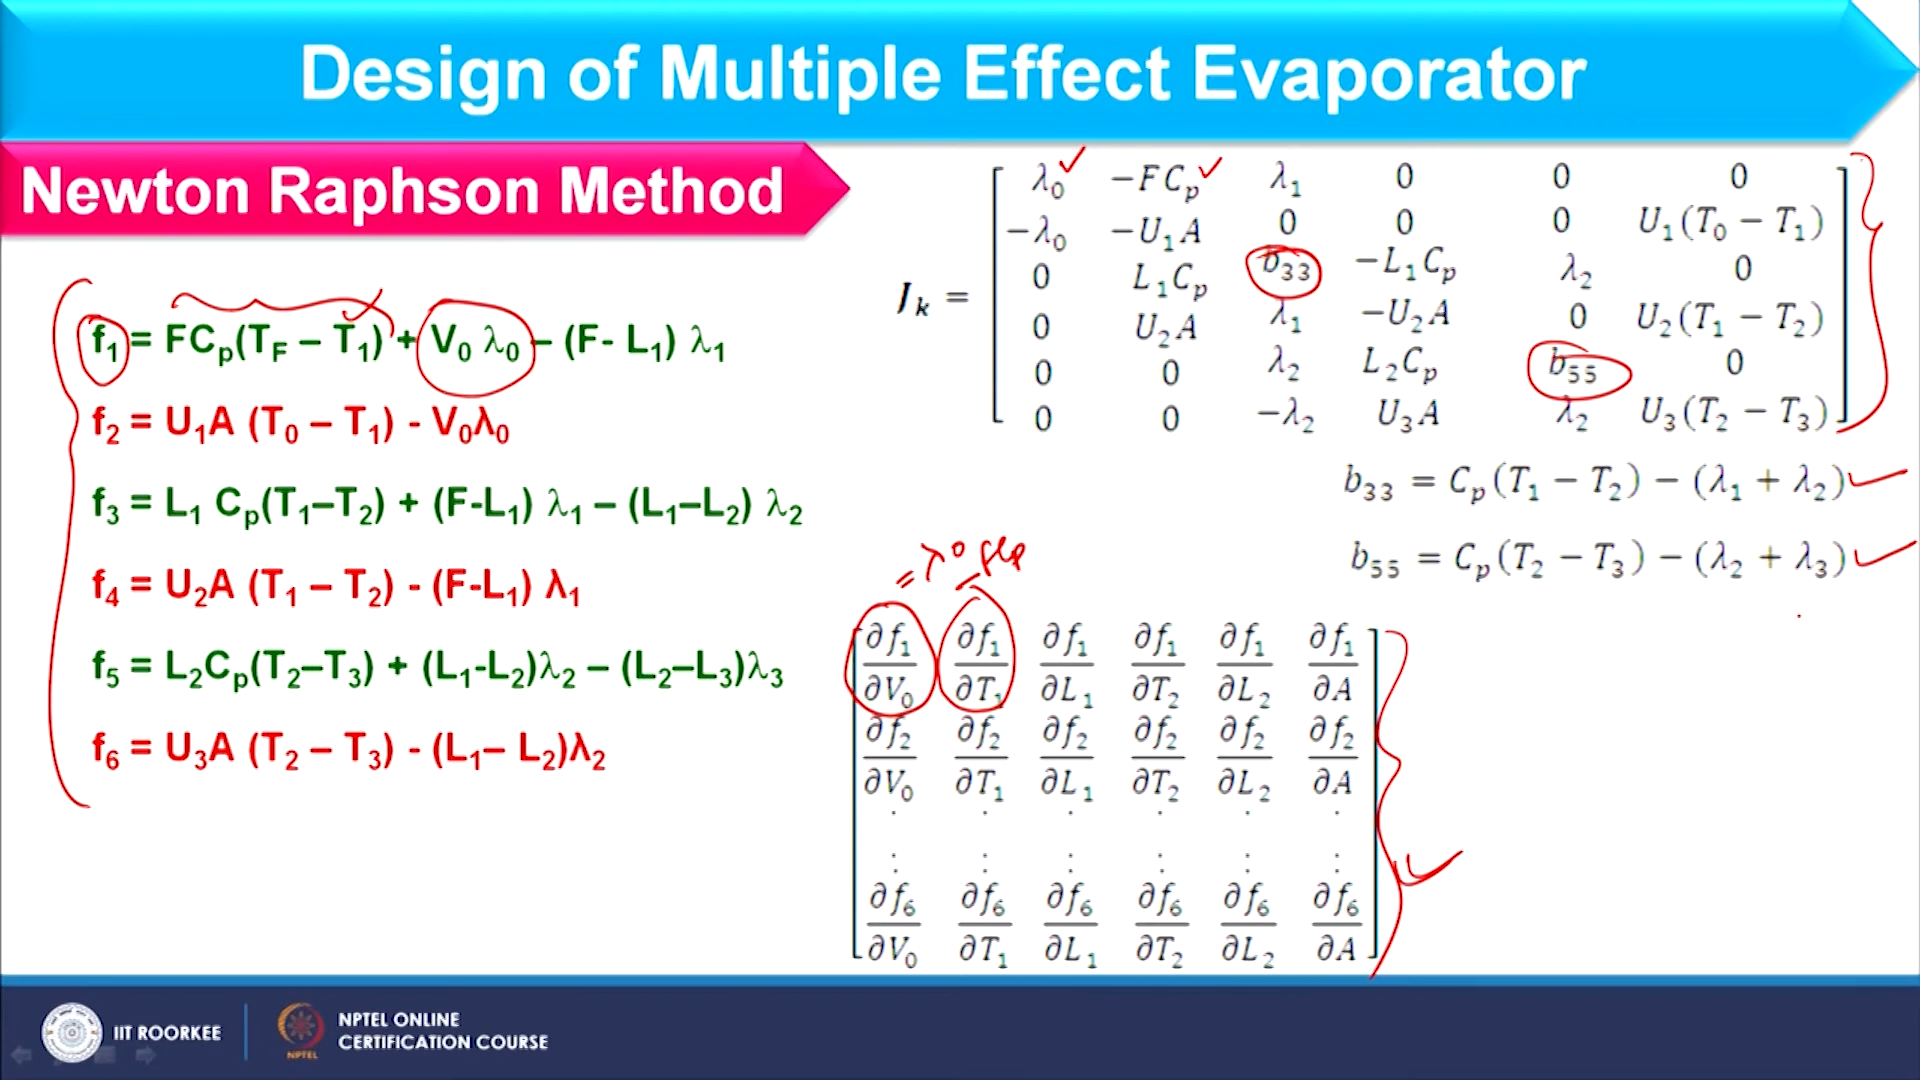 Design of Multiple Effect Evaporator
Newton Raphson Method
f₁ = FCₚ(T_F – T₁) + V₀ λ₀ – (F- L₁) λ₁
f₂ = U₁A (T₀ – T₁) - V₀λ₀
f₃ = L₁ Cₚ(T₁–T₂) + (F-L₁) λ₁ – (L₁–L₂) λ₂
f₄ = U₂A (T₁ – T₂) - (F-L₁) λ₁
f₅ = L₂Cₚ(T₂–T₃) + (L₁-L₂)λ₂ – (L₂–L₃)λ₃
f₆ = U₃A (T₂ – T₃) - (L₁– L₂)λ₂
J_k =
λ₀ −FCₚ λ₁ 0 0 0
−λ₀ −U₁A 0 0 0 U₁(T₀ − T₁)
0 L₁Cₚ b₃₃ −L₁Cₚ λ₂ 0
0 U₂A λ₁ −U₂A 0 U₂(T₁ − T₂)
0 0 λ₂ L₂Cₚ b₅₅ 0
0 0 −λ₂ U₃A λ₂ U₃(T₂ − T₃)
b₃₃ = Cₚ(T₁ − T₂) − (λ₁ + λ₂)
b₅₅ = Cₚ(T₂ − T₃) − (λ₂ + λ₃)
= λ₀
∂f₁ ∂f₁ ∂f₁ ∂f₁ ∂f₁ ∂f₁
∂V₀ ∂T₁ ∂L₁ ∂T₂ ∂L₂ ∂A
∂f₂ ∂f₂ ∂f₂ ∂f₂ ∂f₂ ∂f₂
∂V₀ ∂T₁ ∂L₁ ∂T₂ ∂L₂ ∂A
. . . . . .
: : : : : :
∂f₆ ∂f₆ ∂f₆ ∂f₆ ∂f₆ ∂f₆
∂V₀ ∂T₁ ∂L₁ ∂T₂ ∂L₂ ∂A
IIT ROORKEE
NPTEL
NPTEL ONLINE
CERTIFICATION COURSE